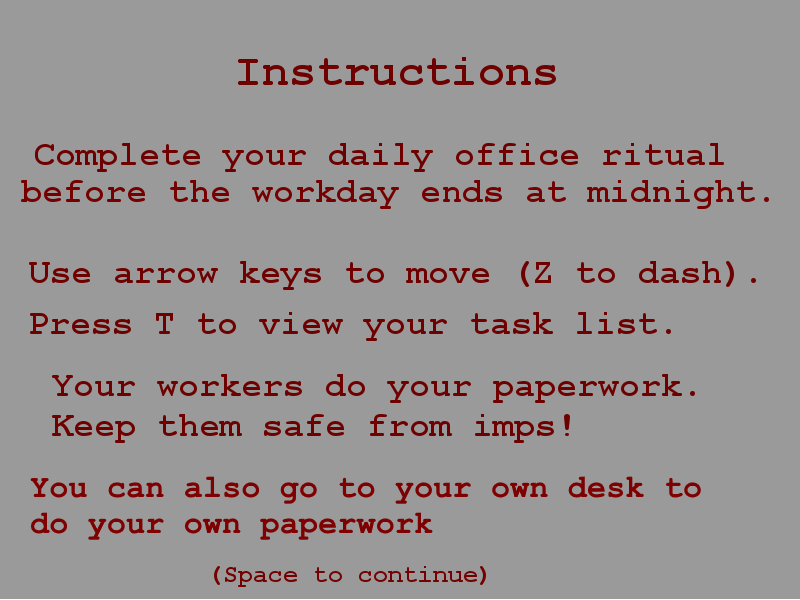 Instructions
Complete your daily office ritual
before the workday ends at midnight.
Use arrow keys to move (Z to dash).
Press T to view your task list.
Your workers do your paperwork.
Keep them safe from imps!
You can also go to your own desk to
do your own paperwork
(Space to continue)